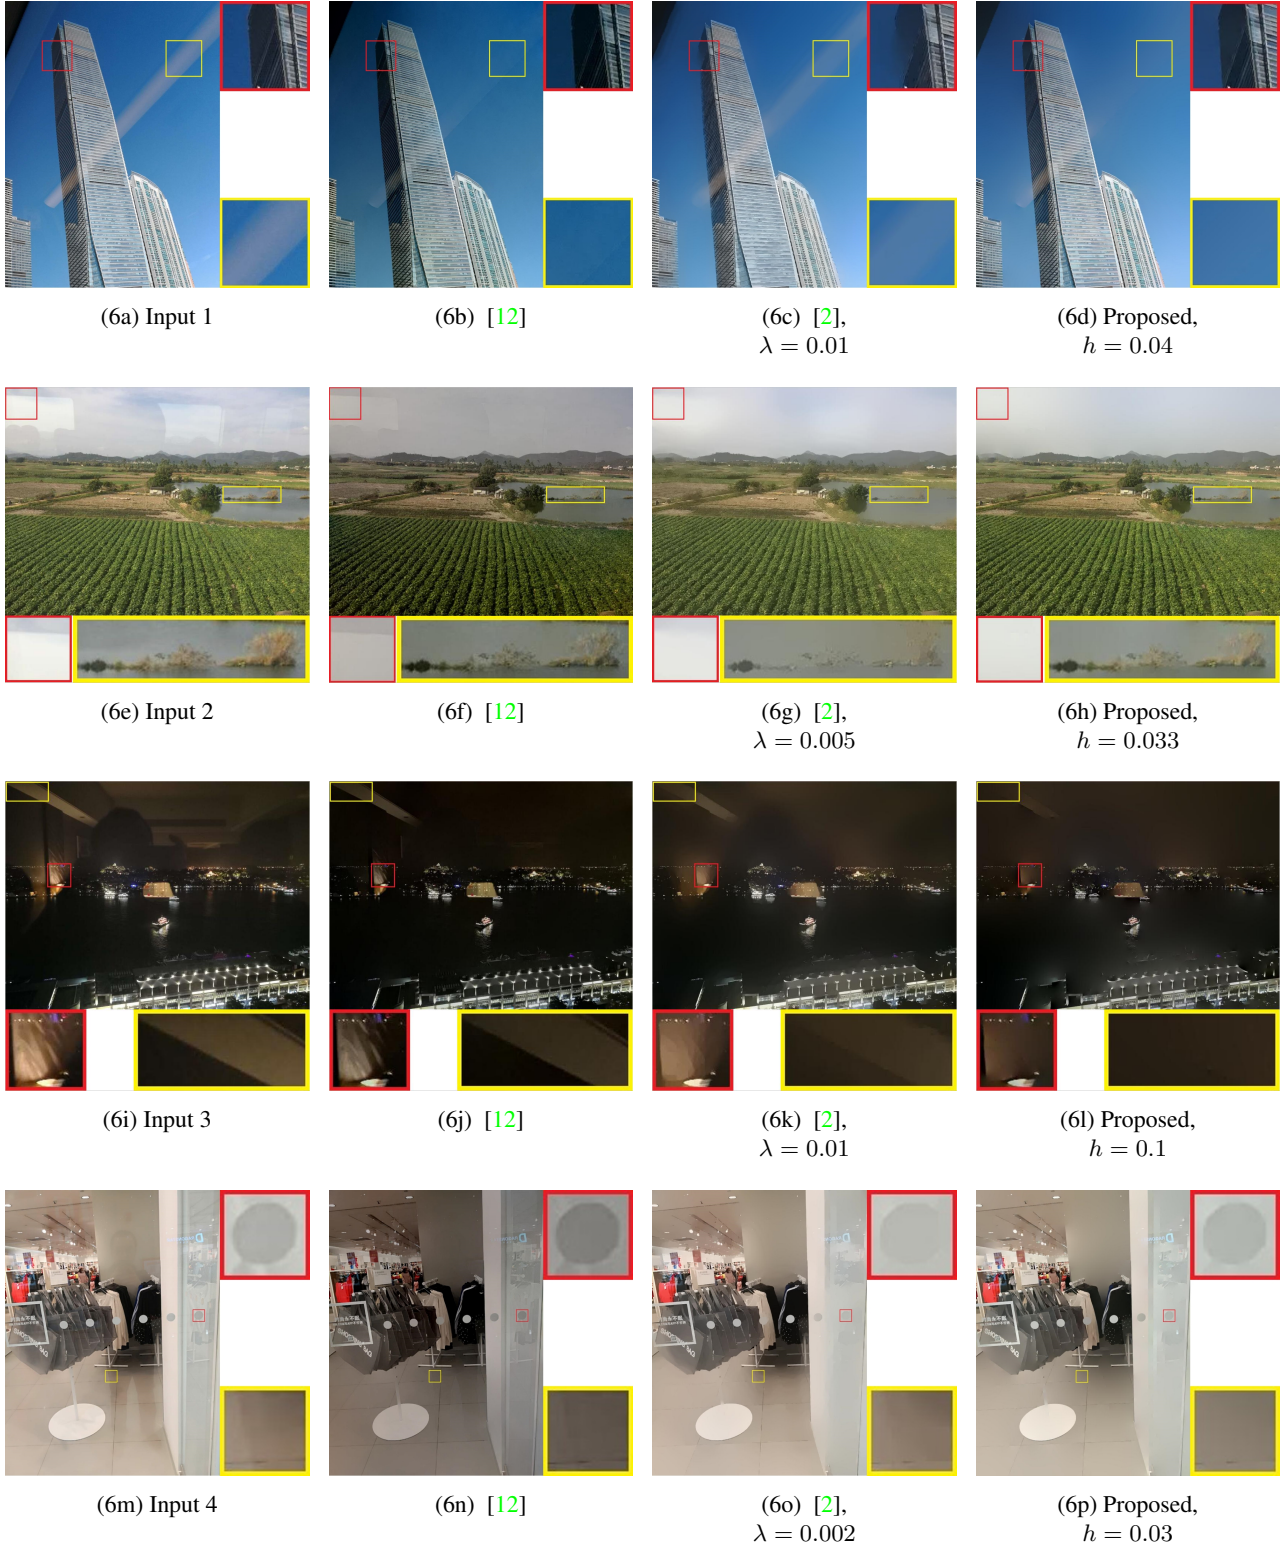 (6a) Input 1
(6b) [12]
(6c) [2],
λ = 0.01
(6d) Proposed,
h = 0.04
(6e) Input 2
(6f) [12]
(6g) [2],
λ = 0.005
(6h) Proposed,
h = 0.033
(6i) Input 3
(6j) [12]
(6k) [2],
λ = 0.01
(6l) Proposed,
h = 0.1
(6m) Input 4
(6n) [12]
(6o) [2],
λ = 0.002
(6p) Proposed,
h = 0.03